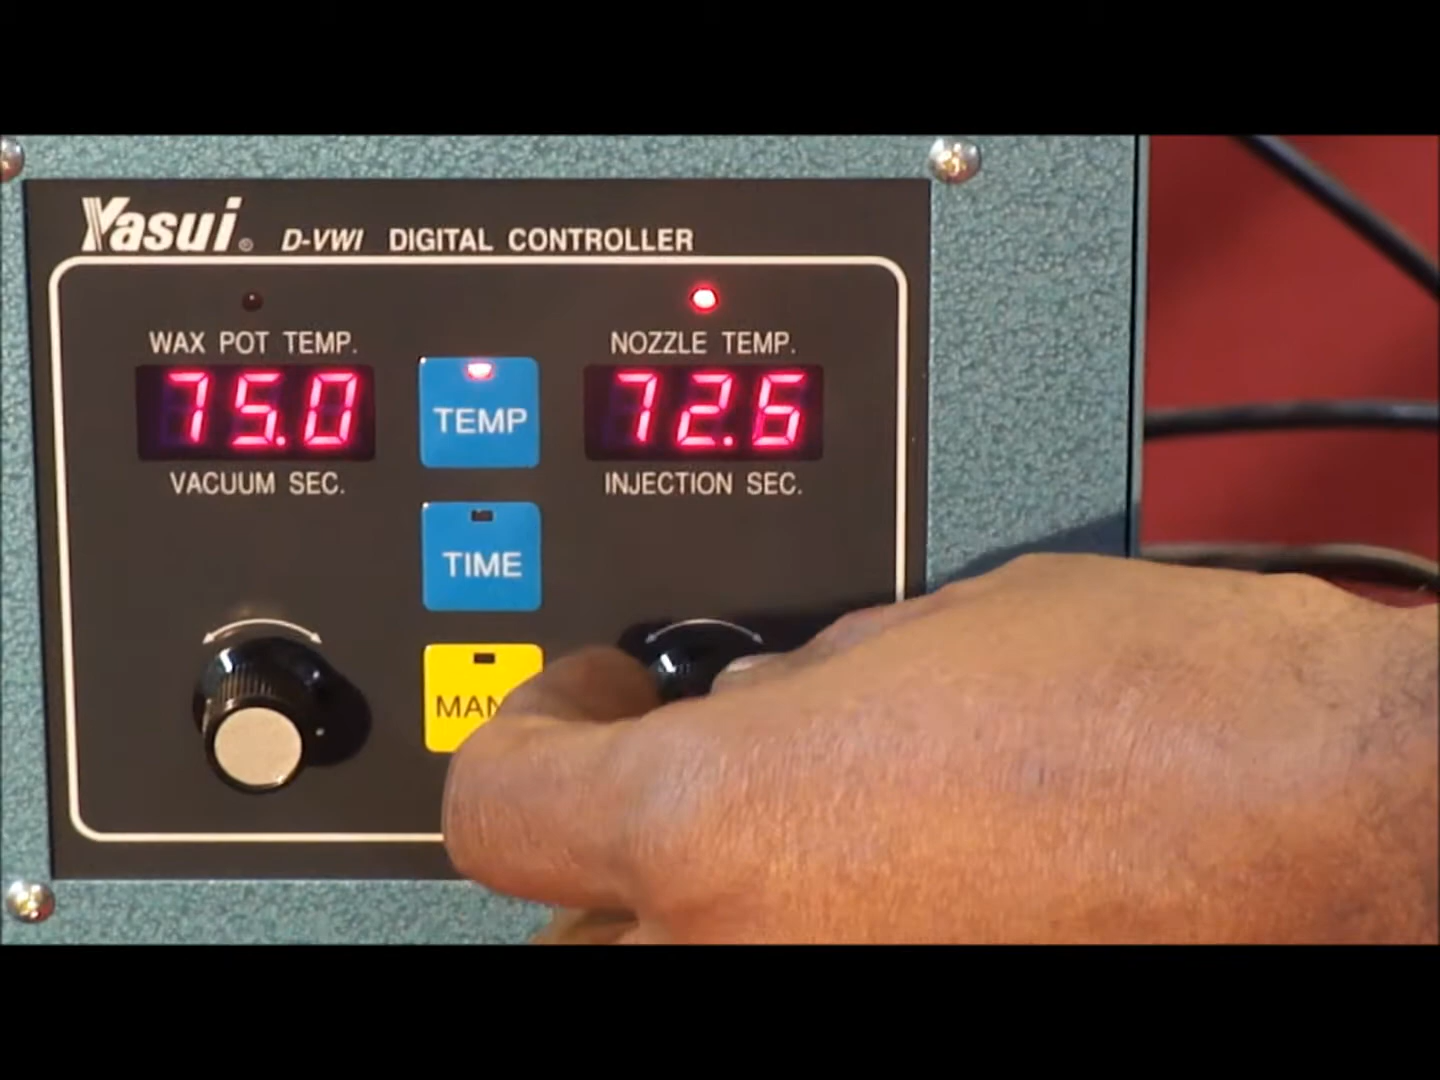 Yasui® D-VWI DIGITAL CONTROLLER
WAX POT TEMP.
NOZZLE TEMP.
75.0
TEMP
72.6
VACUUM SEC.
INJECTION SEC.
TIME